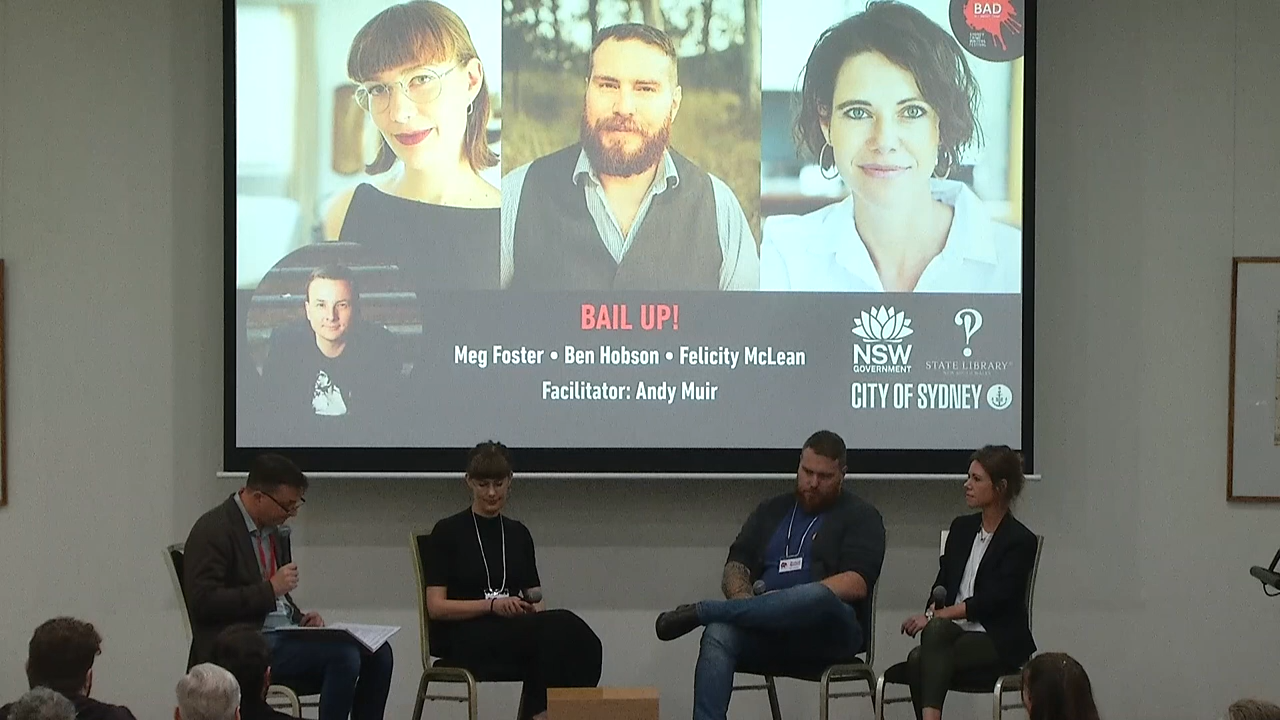 BAD
BAIL UP!
Meg Foster • Ben Hobson • Felicity McLean
Facilitator: Andy Muir
NSW
GOVERNMENT
STATE LIBRARY
CITY OF SYDNEY